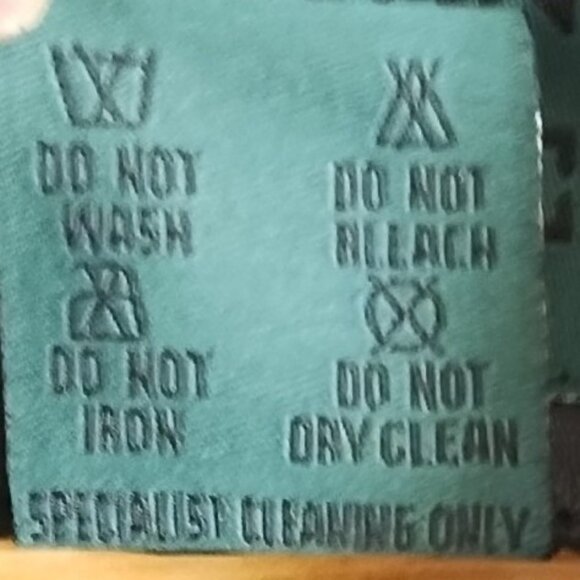 DO NOT
WASH
DO NOT
BLEACH
DO NOT
IRON
DO NOT
DRY CLEAN
SPECIALIST CLEANING ONLY